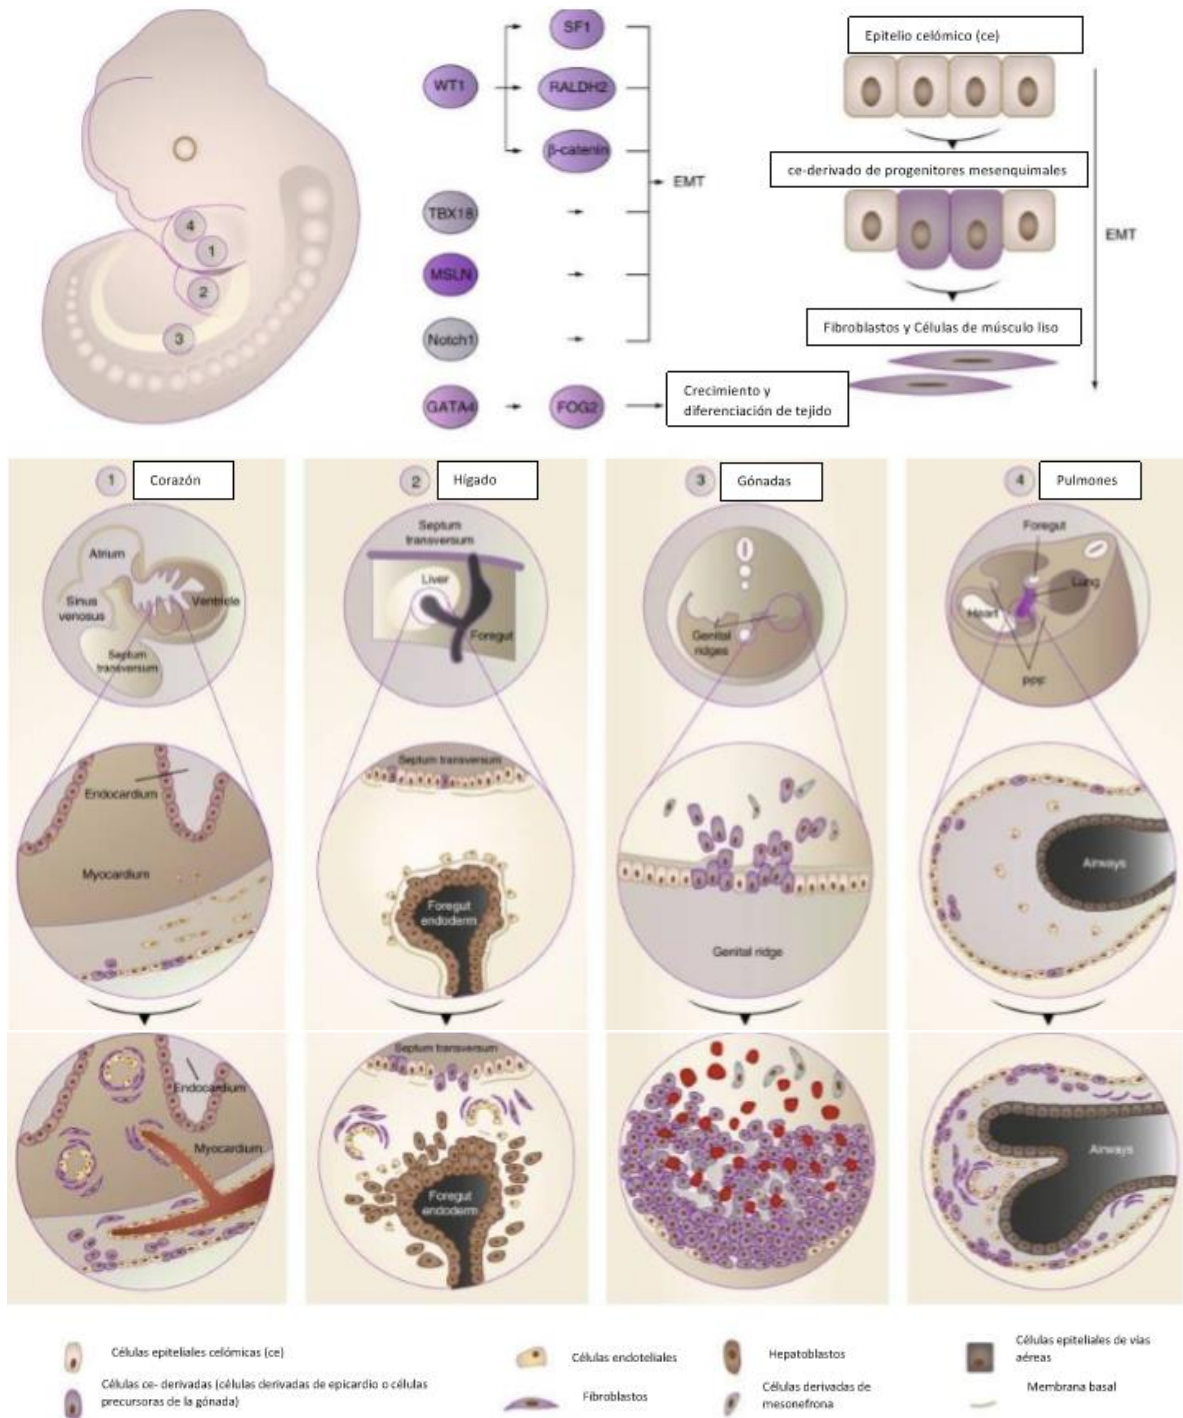 SF1
WT1
RALDH2
β-catenin
EMT
TBX18
MSLN
Notch1
GATA4
FOG2
Crecimiento y
diferenciación de tejido
Epitelio celómico (ce)
ce-derivado de progenitores mesenquimales
EMT
Fibroblastos y Células de músculo liso
4
1
2
3
1
Corazón
Atrium
Sinus
venosus
Ventricle
Septum
transversum
Endocardium
Myocardium
Endocardium
Myocardium
2
Hígado
Septum
transversum
Liver
Foregut
Septum transversum
Foregut
endoderm
Septum transversum
Foregut
endoderm
3
Gónadas
Genital
ridges
Genital ridge
4
Pulmones
Foregut
Lung
Heart
PPF
Airways
Airways
Células epiteliales celómicas (ce)
Células ce- derivadas (células derivadas de epicardio o células
precursoras de la gónada)
Células endoteliales
Fibroblastos
Hepatoblastos
Células derivadas de
mesonefrona
Células epiteliales de vías
aéreas
Membrana basal